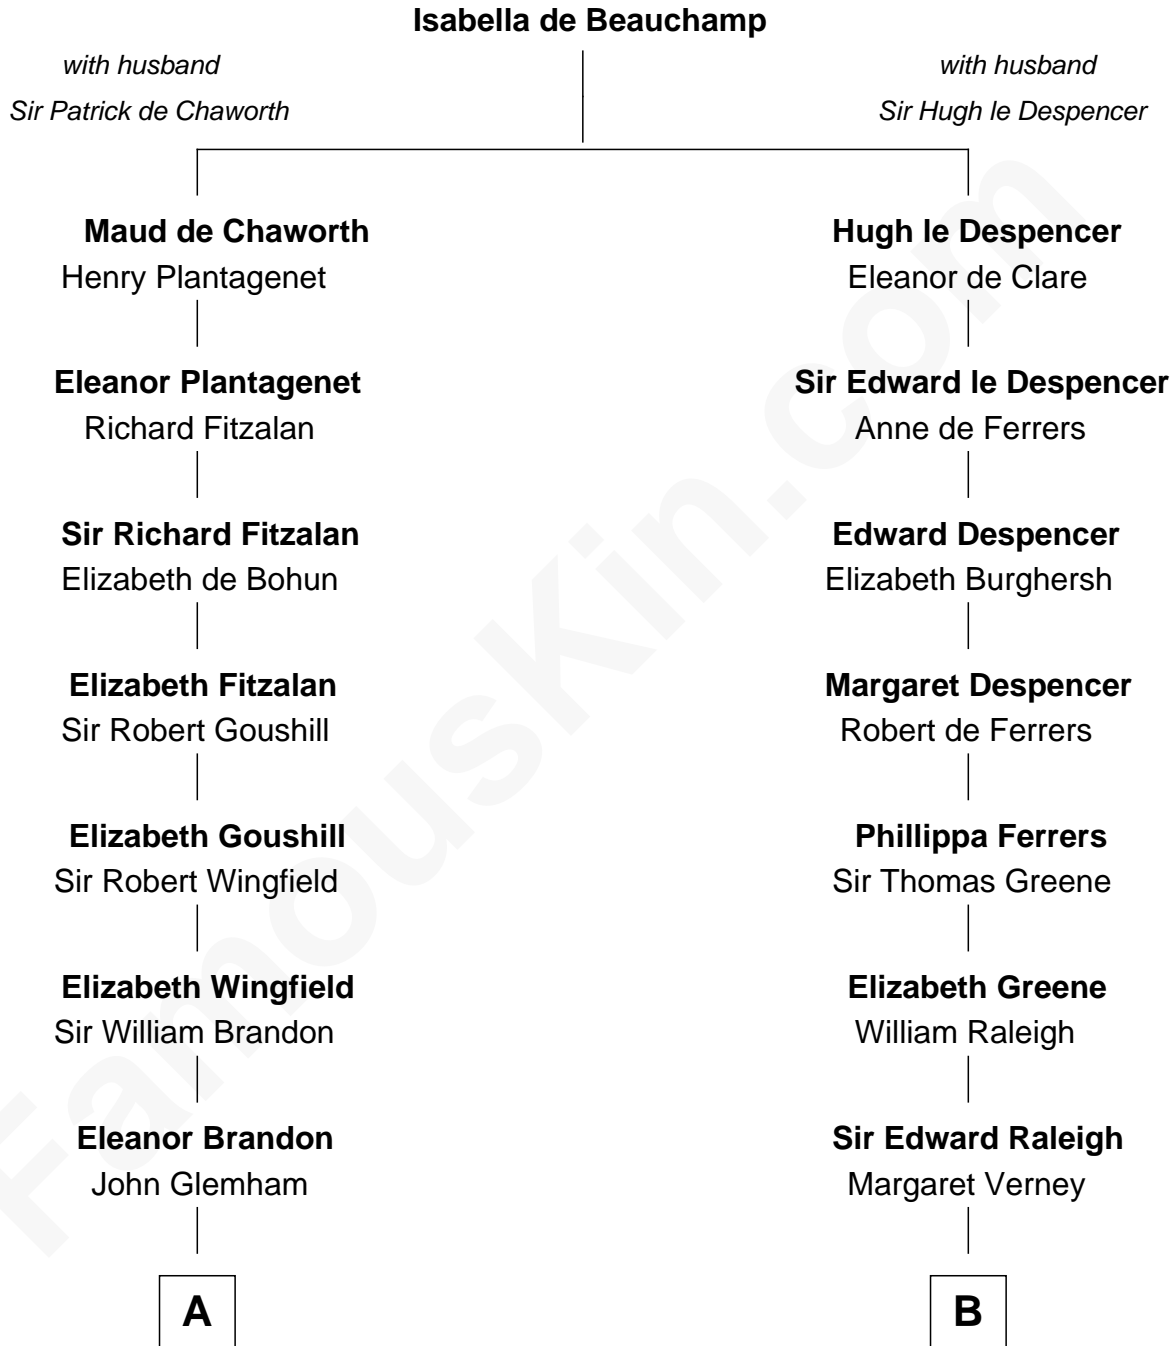 Isabella de Beauchamp
with husband
Sir Patrick de Chaworth
with husband
Sir Hugh le Despencer
Maud de Chaworth
Henry Plantagenet
Eleanor Plantagenet
Richard Fitzalan
Sir Richard Fitzalan
Elizabeth de Bohun
Elizabeth Fitzalan
Sir Robert Goushill
Elizabeth Goushill
Sir Robert Wingfield
Elizabeth Wingfield
Sir William Brandon
Eleanor Brandon
John Glemham
A
Hugh le Despencer
Eleanor de Clare
Sir Edward le Despencer
Anne de Ferrers
Edward Despencer
Elizabeth Burghersh
Margaret Despencer
Robert de Ferrers
Phillippa Ferrers
Sir Thomas Greene
Elizabeth Greene
William Raleigh
Sir Edward Raleigh
Margaret Verney
B
FamousKin.com